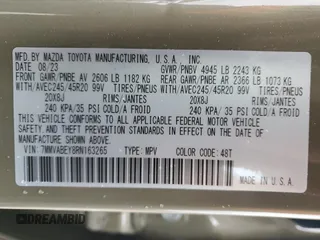 MFD.BY MAZDA TOYOTA MANUFACTURING, U.S.A., INC.
DATE 08/23 GVWR/PNBV 4945 LB 2243 KG
FRONT GAWR/PNBE AV 2606 LB 1182 KG REAR GAWR/PNBE AR 2366 LB 1073 KG
WITH/AVEC245/45R20 99V TIRES/PNEUS WITH/AVEC245/45R20 99V TIRES/PNEUS
20X8J RIMS/JANTES 20X8J RIMS/JANTES
240 KPA/35 PSI COLD/A FROID 240 KPA/35 PSI COLD/A FROID
THIS VEHICLE CONFORMS TO ALL APPLICABLE FEDERAL MOTOR
VEHICLE SAFETY AND THEFT PREVENTION STANDARDS IN EFFECT ON THE DATE
OF MANUFACTURE SHOWN ABOVE.
VIN: 7MMVABEY8RN163265 TYPE: MPV COLOR CODE: 48T
DREAMBID